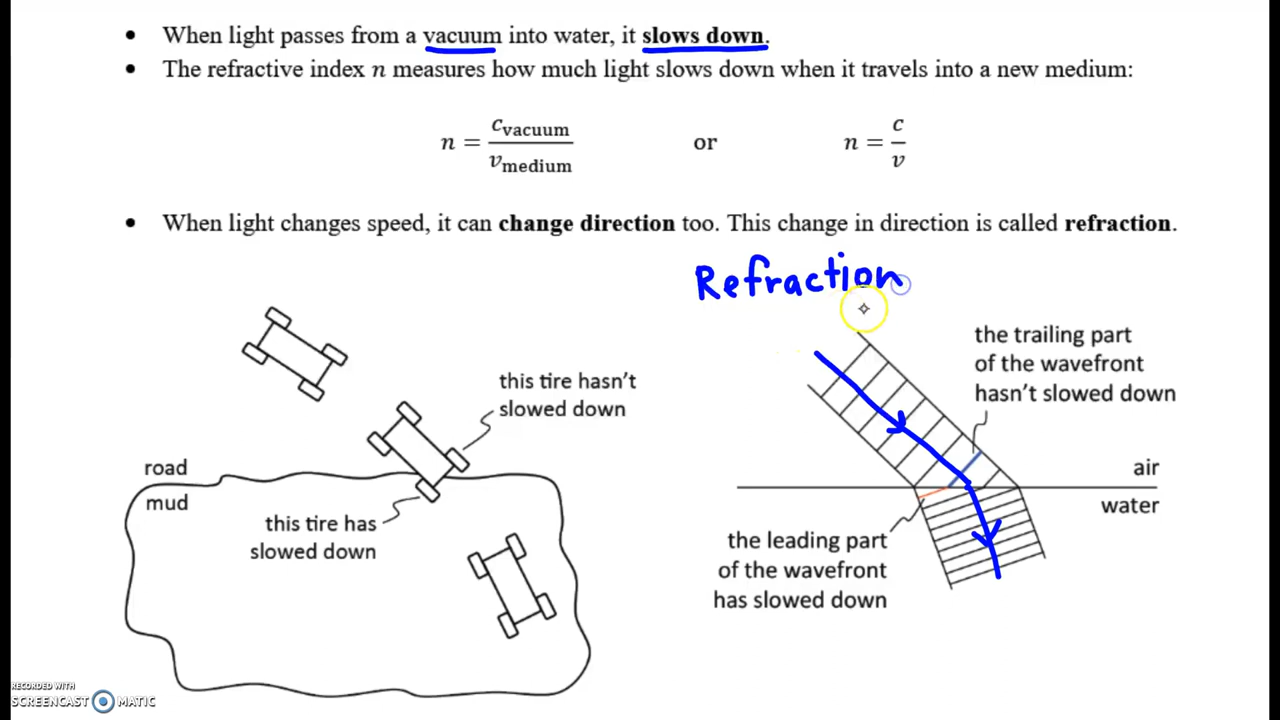 • When light passes from a vacuum into water, it slows down.
• The refractive index n measures how much light slows down when it travels into a new medium:
n = c_vacuum / v_medium or n = c / v
• When light changes speed, it can change direction too. This change in direction is called refraction.
Refraction
the trailing part
of the wavefront
hasn't slowed down
this tire hasn't
slowed down
road
mud
this tire has
slowed down
air
water
the leading part
of the wavefront
has slowed down
RECORDED WITH
SCREENCAST MATIC